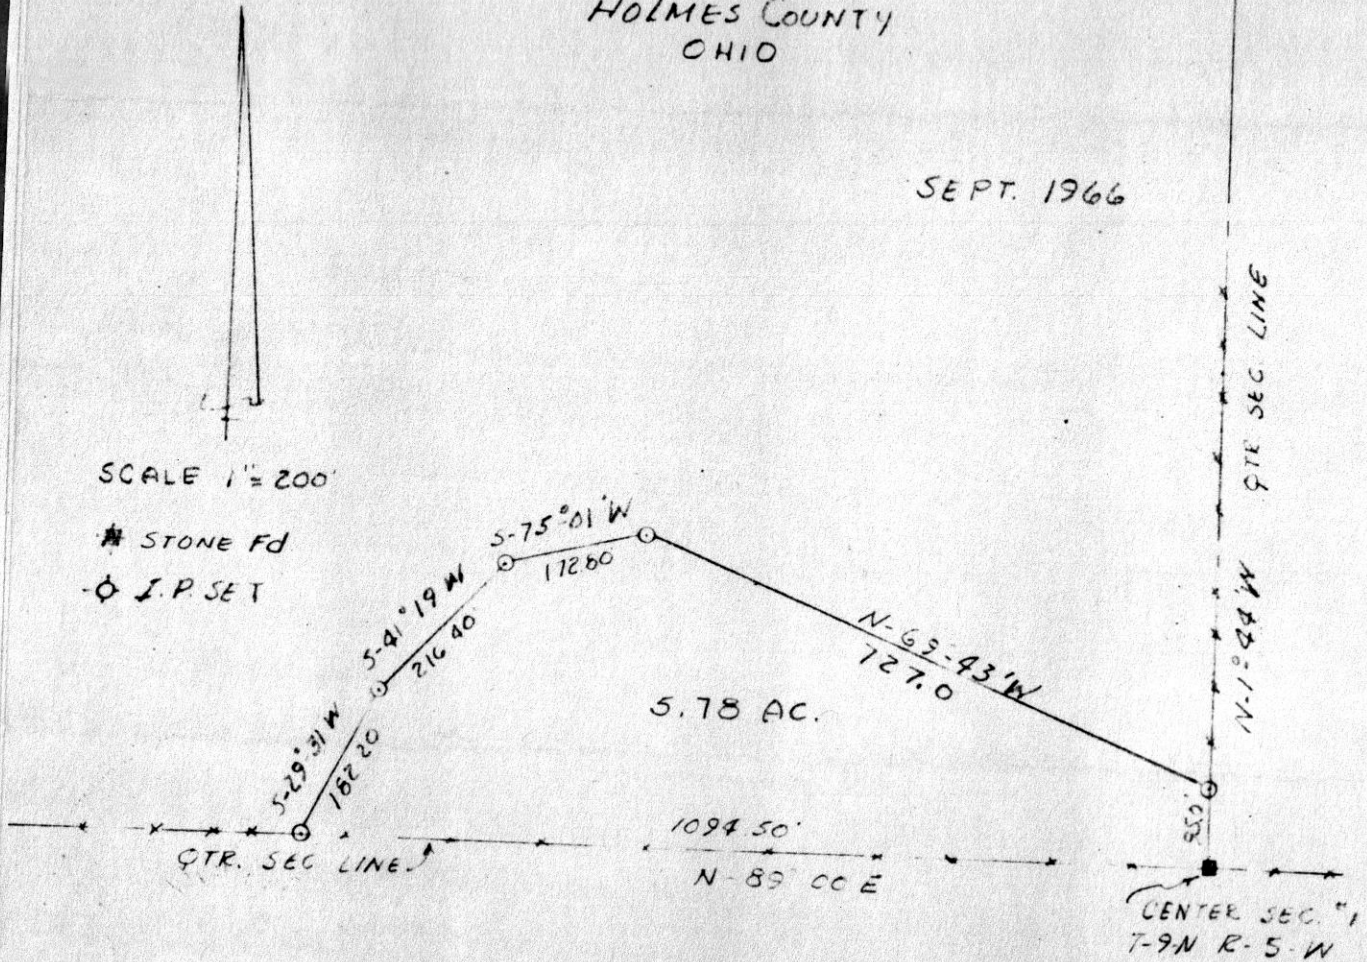 HOLMES COUNTY
OHIO
SEPT. 1966
SCALE 1"=200'
STONE Fd
I.P. SET
S-75°-01'W
172.80
S-41°19 W
216.40
S-29°31 W
182.20
N-69-43'W
727.0
5.78 AC.
QTR SEC LINE
N-1°-44'W
QTR. SEC LINE
1094.50'
N-89 00 E
CENTER SEC.
T-9-N R-5-W